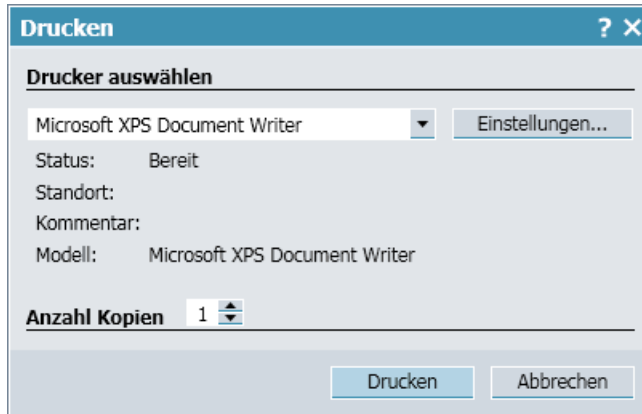 Drucken ? ×
Drucker auswählen
Microsoft XPS Document Writer Einstellungen...
Status: Bereit
Standort:
Kommentar:
Modell: Microsoft XPS Document Writer
Anzahl Kopien 1
Drucken Abbrechen